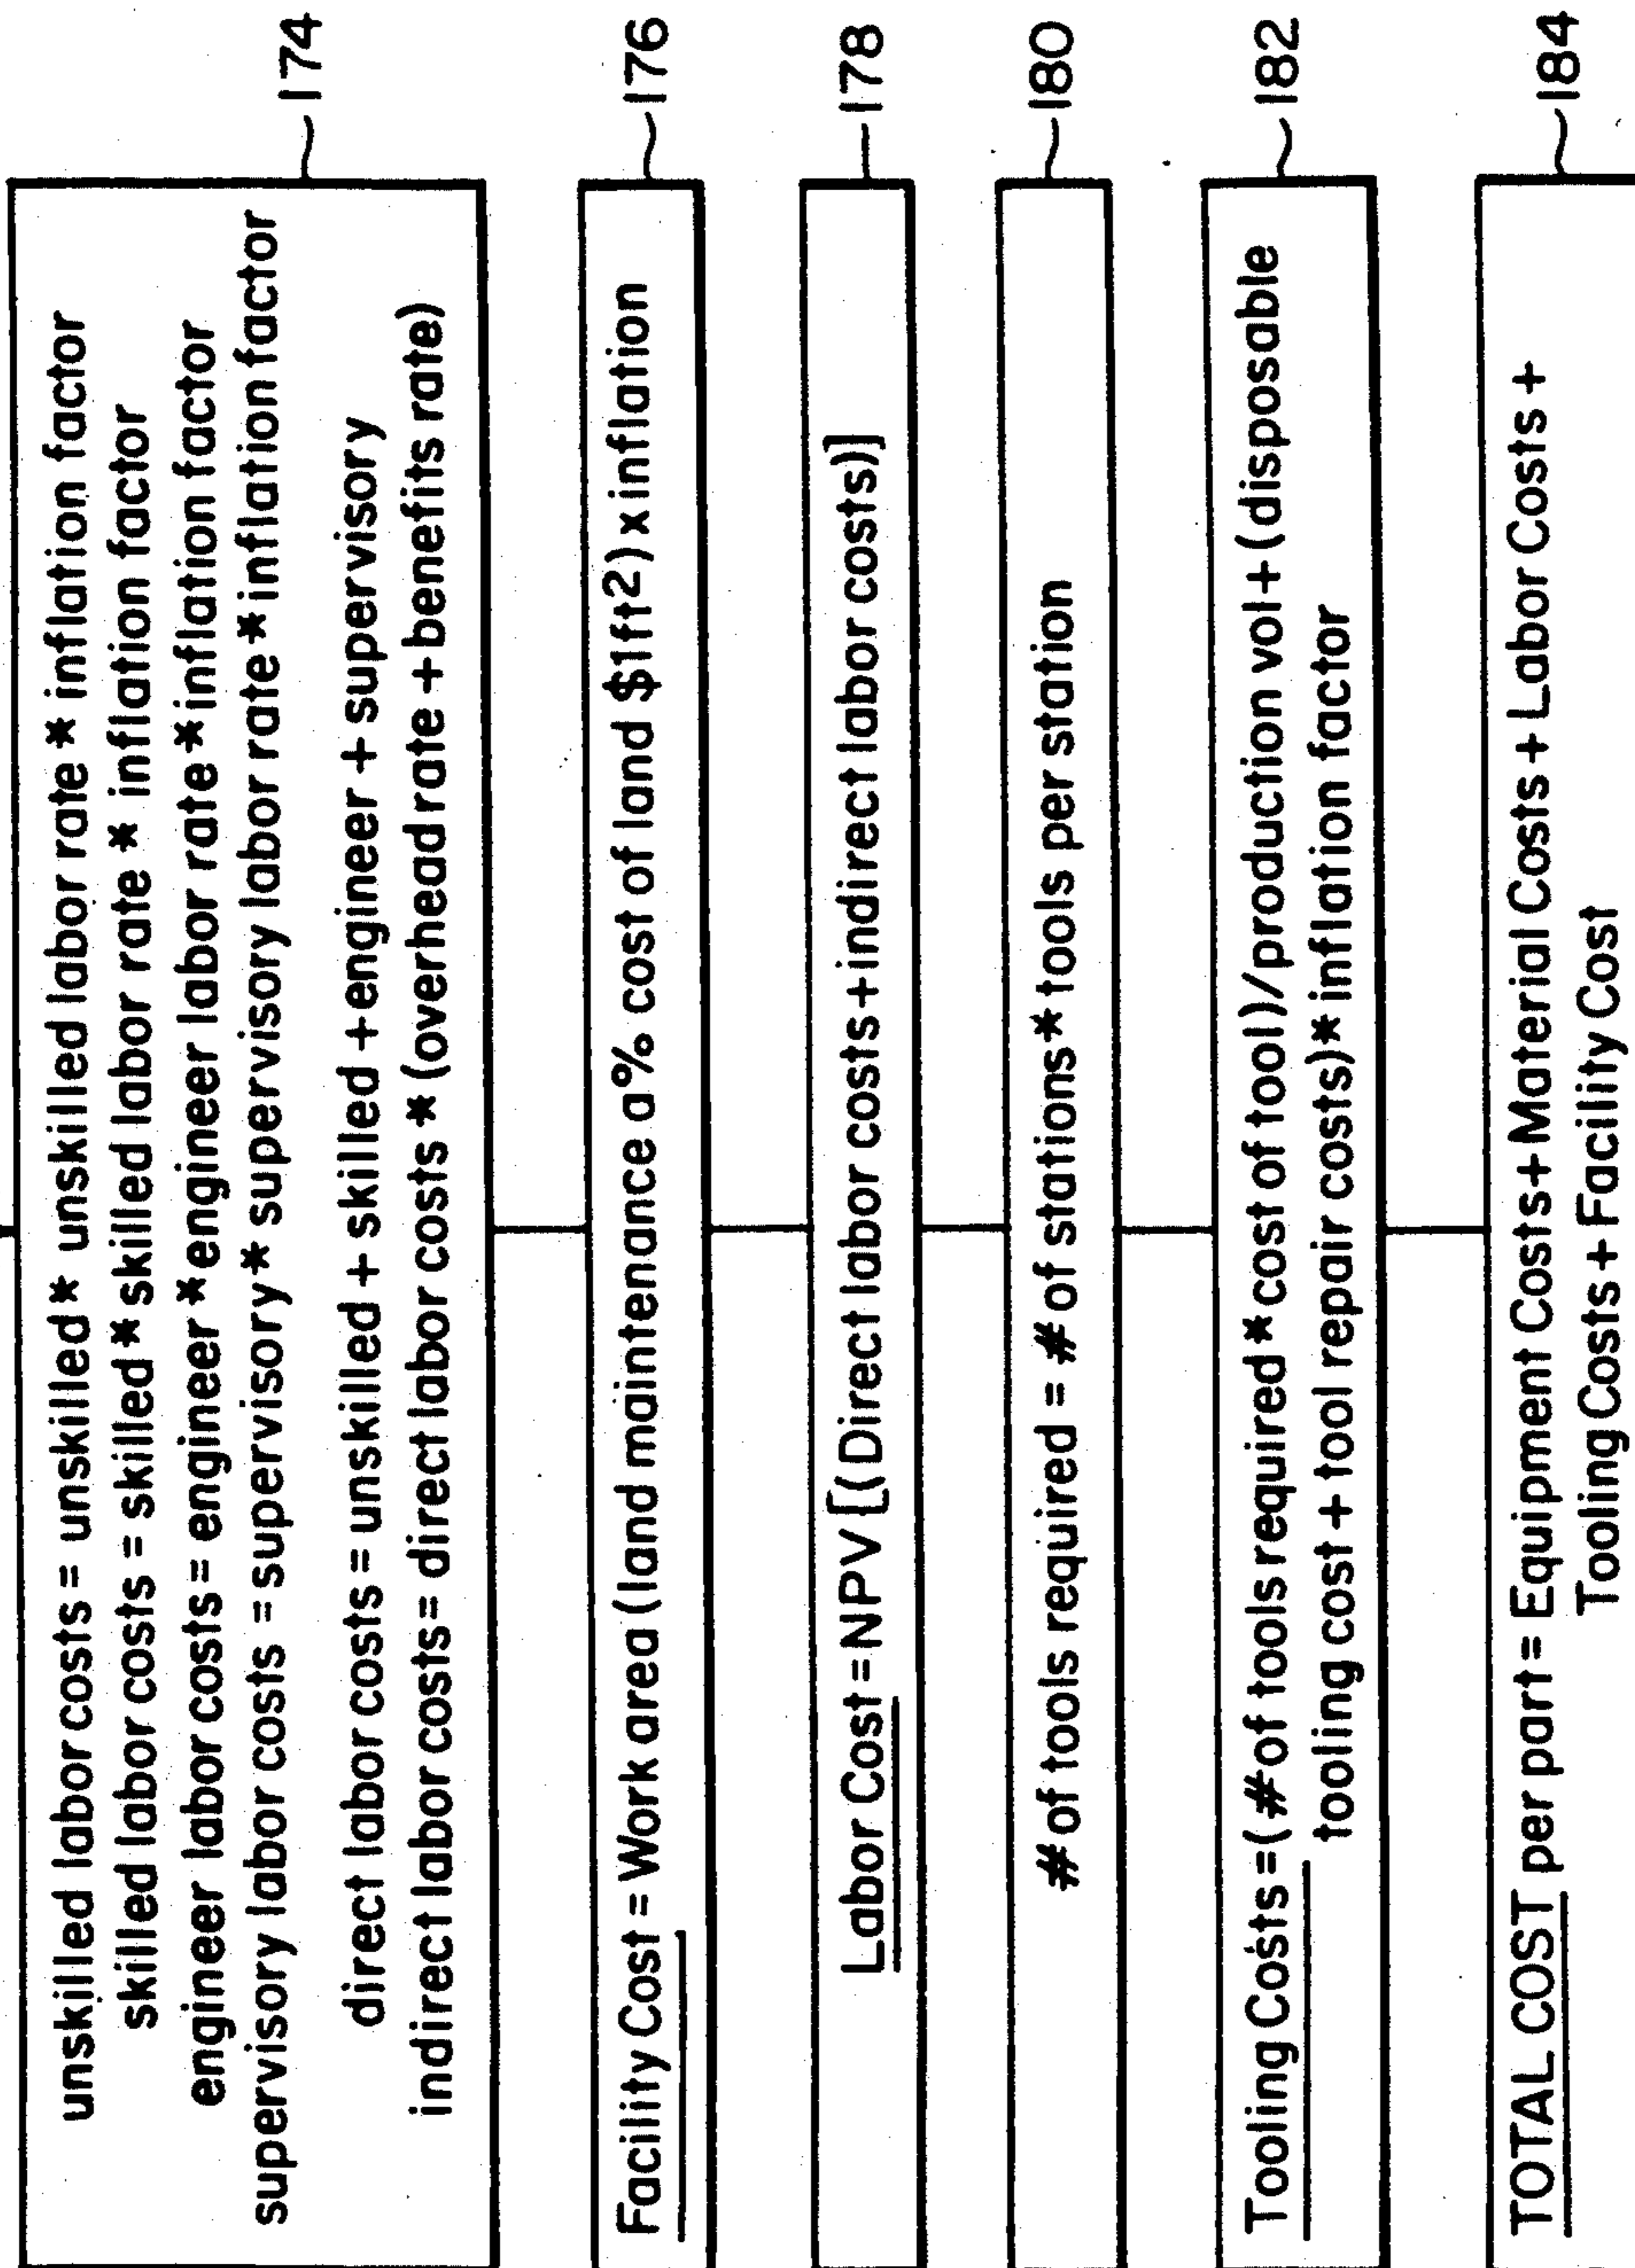 unskilled labor costs = unskilled * unskilled labor rate * inflation factor
skilled labor costs = skilled * skilled labor rate * inflation factor
engineer labor costs = engineer * engineer labor rate * inflation factor
supervisory labor costs = supervisory * supervisory labor rate * inflation factor
direct labor costs = unskilled + skilled + engineer + supervisory
indirect labor costs = direct labor costs * (overhead rate + benefits rate)
174
Facility Cost = Work area (land maintenance a % cost of land $1ft2) x inflation
176
Labor Cost = NPV [(Direct labor costs + indirect labor costs)]
178
# of tools required = # of stations * tools per station
180
Tooling Costs = (# of tools required * cost of tool) / production vol + (disposable
tooling cost + tool repair costs) * inflation factor
182
TOTAL COST per part = Equipment Costs + Material Costs + Labor Costs +
Tooling Costs + Facility Cost
184